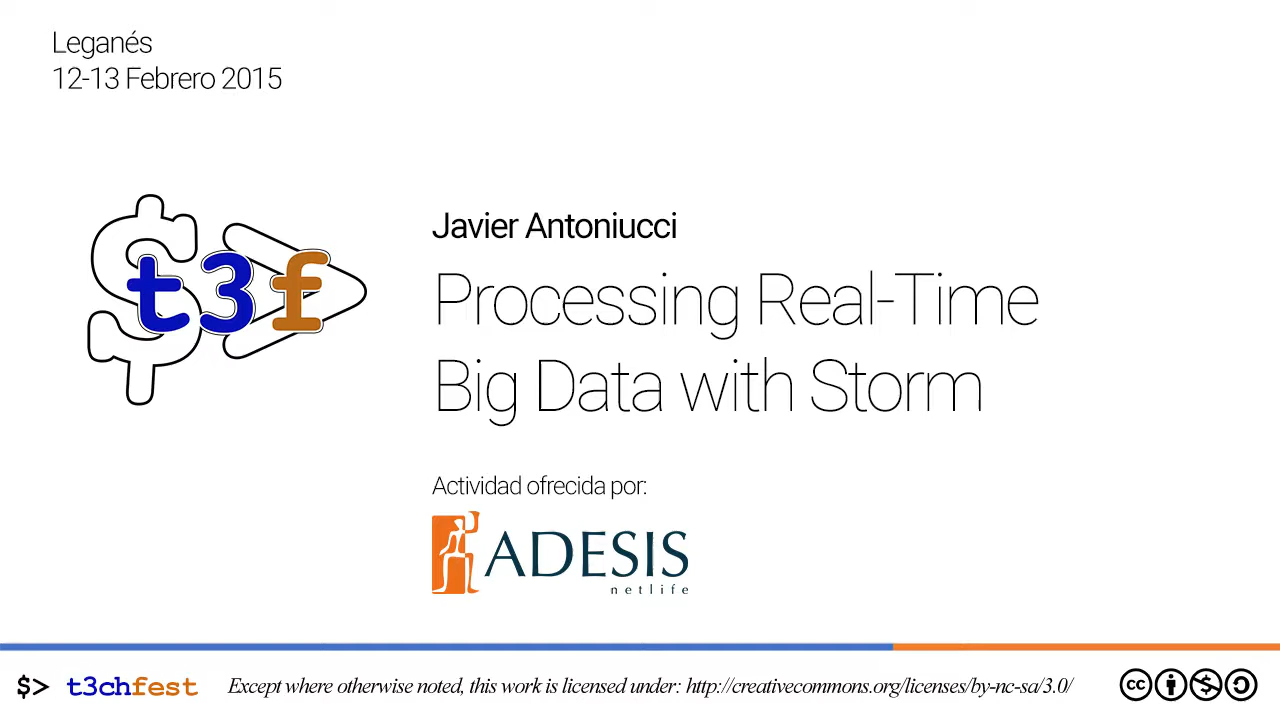 Leganés
12-13 Febrero 2015
t3f
Javier Antoniucci
Processing Real-Time
Big Data with Storm
Actividad ofrecida por:
ADESIS
netlife
$> t3chfest
Except where otherwise noted, this work is licensed under: http://creativecommons.org/licenses/by-nc-sa/3.0/
cc